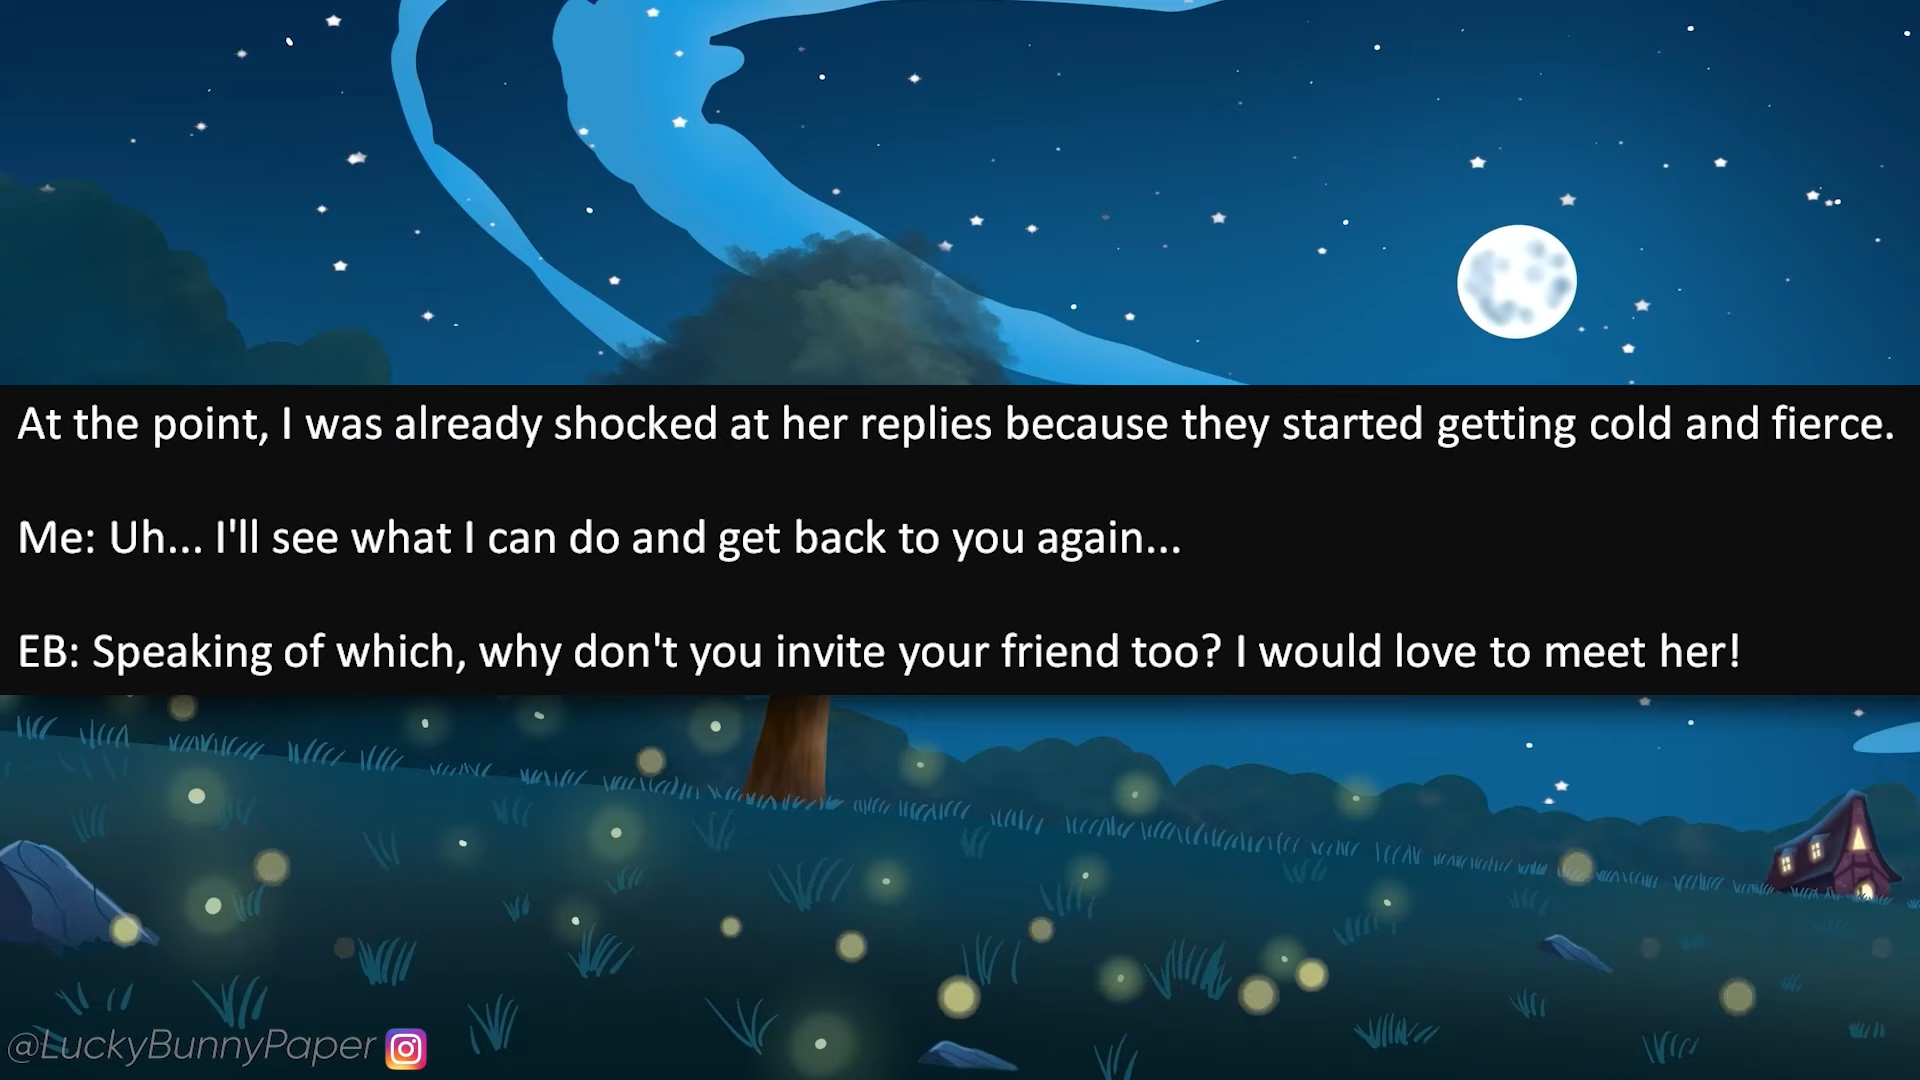 At the point, I was already shocked at her replies because they started getting cold and fierce.
Me: Uh... I'll see what I can do and get back to you again...
EB: Speaking of which, why don't you invite your friend too? I would love to meet her!
@LuckyBunnyPaper